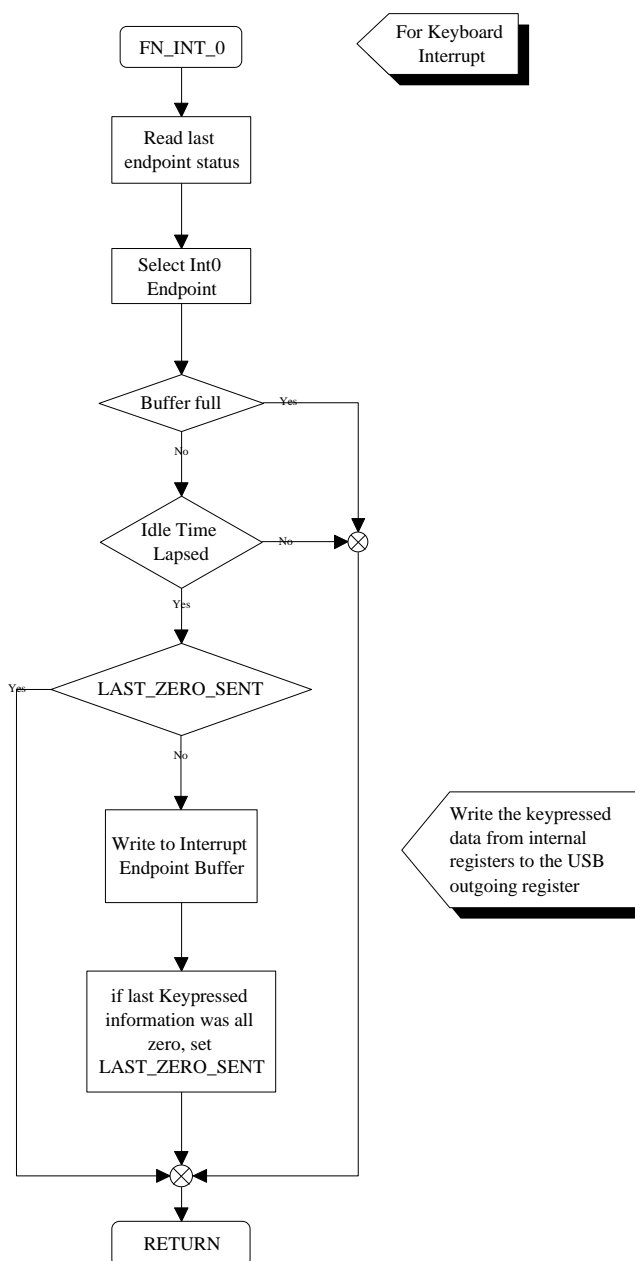 FN_INT_0
For Keyboard
Interrupt
Read last
endpoint status
Select Int0
Endpoint
Buffer full
Yes
No
Idle Time
Lapsed
No
Yes
Yes
LAST_ZERO_SENT
No
Write to Interrupt
Endpoint Buffer
Write the keypressed
data from internal
registers to the USB
outgoing register
if last Keypressed
information was all
zero, set
LAST_ZERO_SENT
RETURN